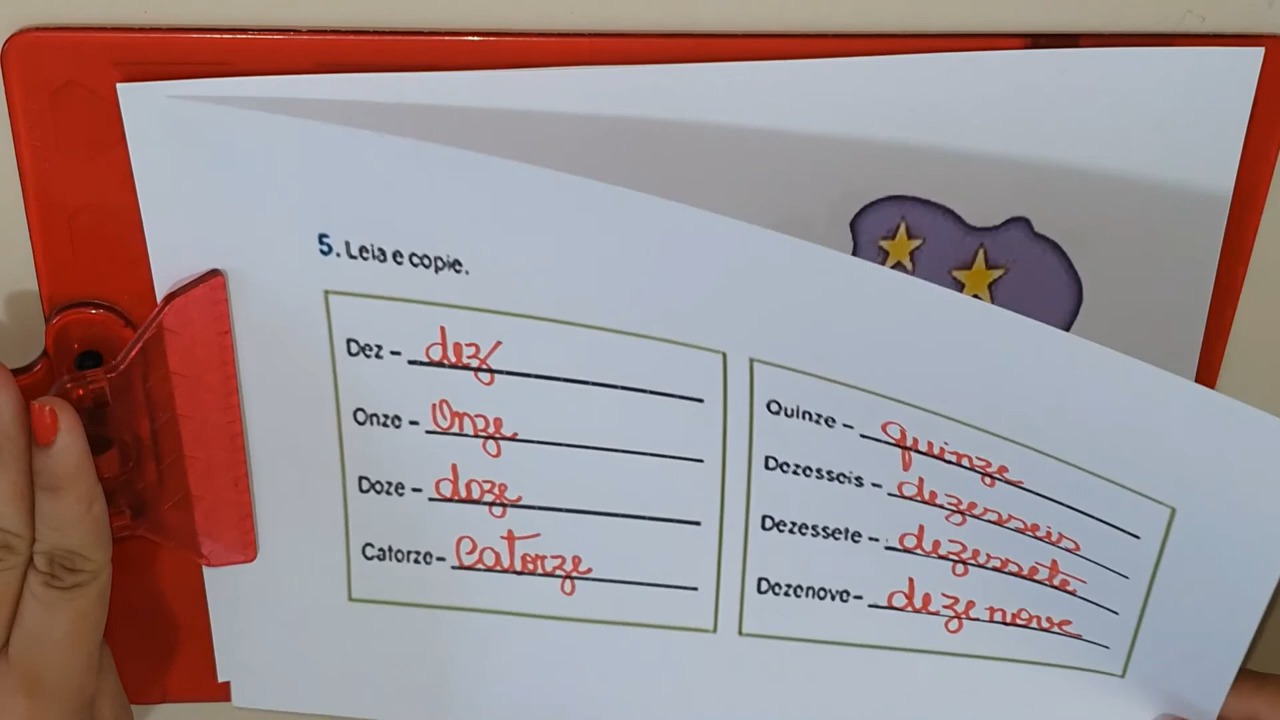 5. Leia e copie.
Dez - dez
Onze - Onze
Doze - doze
Catorze- Catorze
Quinze - quinze
Dezesseis - dezesseis
Dezessete - dezessete
Dezenove- dezenove